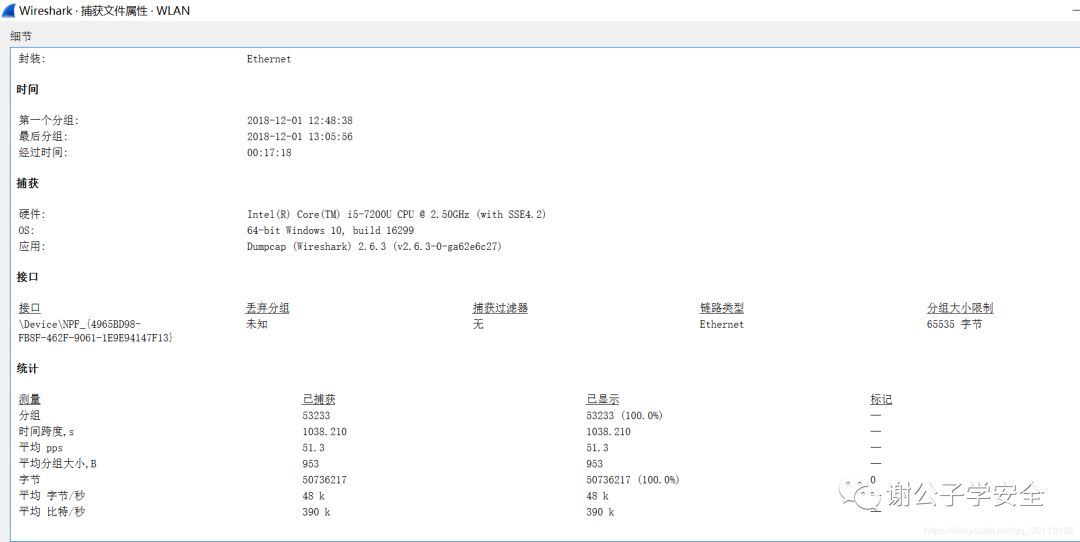 Wireshark · 捕获文件属性 · WLAN
细节
封装: Ethernet
时间
第一个分组: 2018-12-01 12:48:38
最后分组: 2018-12-01 13:05:56
经过时间: 00:17:18
捕获
硬件: Intel(R) Core(TM) i5-7200U CPU @ 2.50GHz (with SSE4.2)
OS: 64-bit Windows 10, build 16299
应用: Dumpcap (Wireshark) 2.6.3 (v2.6.3-0-ga62e6c27)
接口
接口 丢弃分组 捕获过滤器 链路类型 分组大小限制
\Device\NPF_{4965BD98- 未知 无 Ethernet 65535 字节
FB8F-462F-9061-1E9E94147F13}
统计
测量 已捕获 已显示 标记
分组 53233 53233 (100.0%) —
时间跨度,s 1038.210 1038.210 —
平均 pps 51.3 51.3 —
平均分组大小,B 953 953 —
字节 50736217 50736217 (100.0%) 0
平均 字节/秒 48 k 48 k —
平均 比特/秒 390 k 390 k —
谢公子学安全
https://blog.csdn.net/qq_36119192